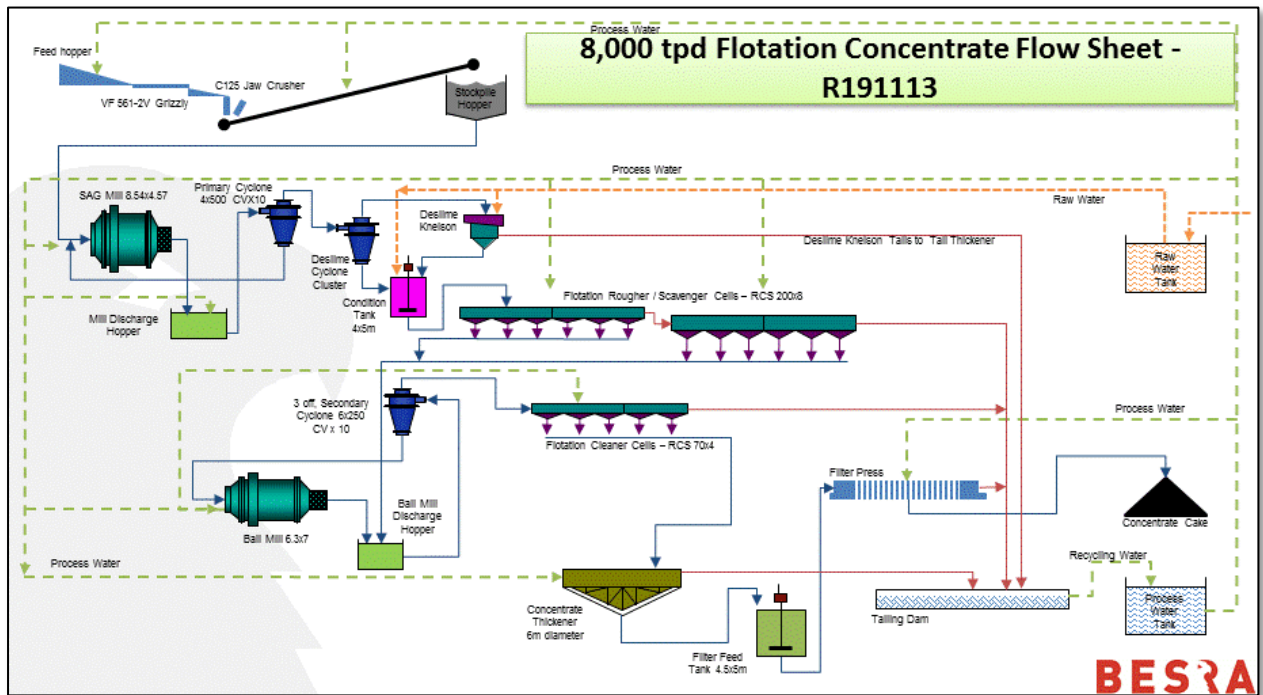 Process Water
8,000 tpd Flotation Concentrate Flow Sheet -
R191113
Feed hopper
C125 Jaw Crusher
VF 561-2V Grizzly
Stockpile
Hopper
Process Water
SAG Mill 8.54x4.57
Primary Cyclone
4x500 CVX10
Deslime
Knelson
Raw Water
Deslime Knelson Tails to Tail Thickener
Raw
Water
Tank
Deslime
Cyclone
Cluster
Condition
Tank
4x5m
Flotation Rougher / Scavenger Cells – RCS 200x8
Mill Discharge
Hopper
3 off, Secondary
Cyclone 6x250
CV x 10
Flotation Cleaner Cells – RCS 70x4
Process Water
Filter Press
Concentrate Cake
Ball Mill
Discharge
Hopper
Ball Mill 6.3x7
Process Water
Recycling Water
Concentrate
Thickener
6m diameter
Filter Feed
Tank 4.5x5m
Tailing Dam
Process
Water
Tank
BESRA